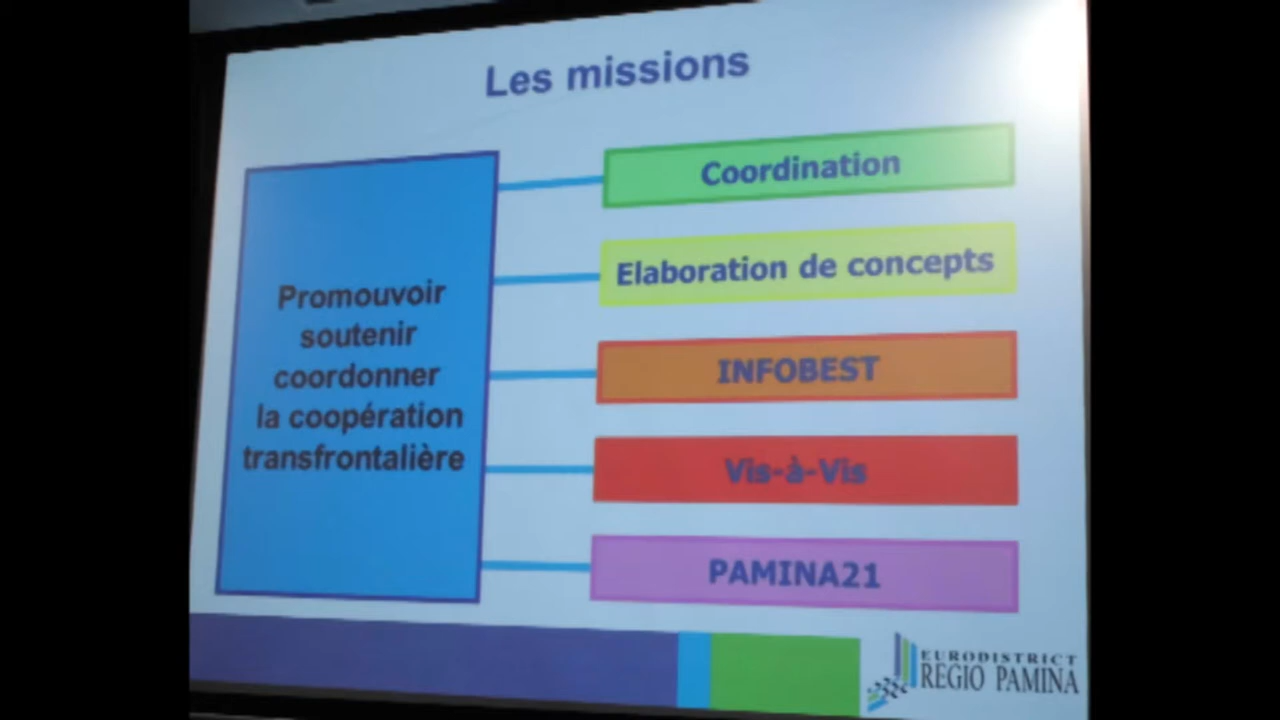 Les missions
Promouvoir
soutenir
coordonner
la coopération
transfrontalière
Coordination
Elaboration de concepts
INFOBEST
Vis-à-Vis
PAMINA21
EURODISTRICT
REGIO PAMINA